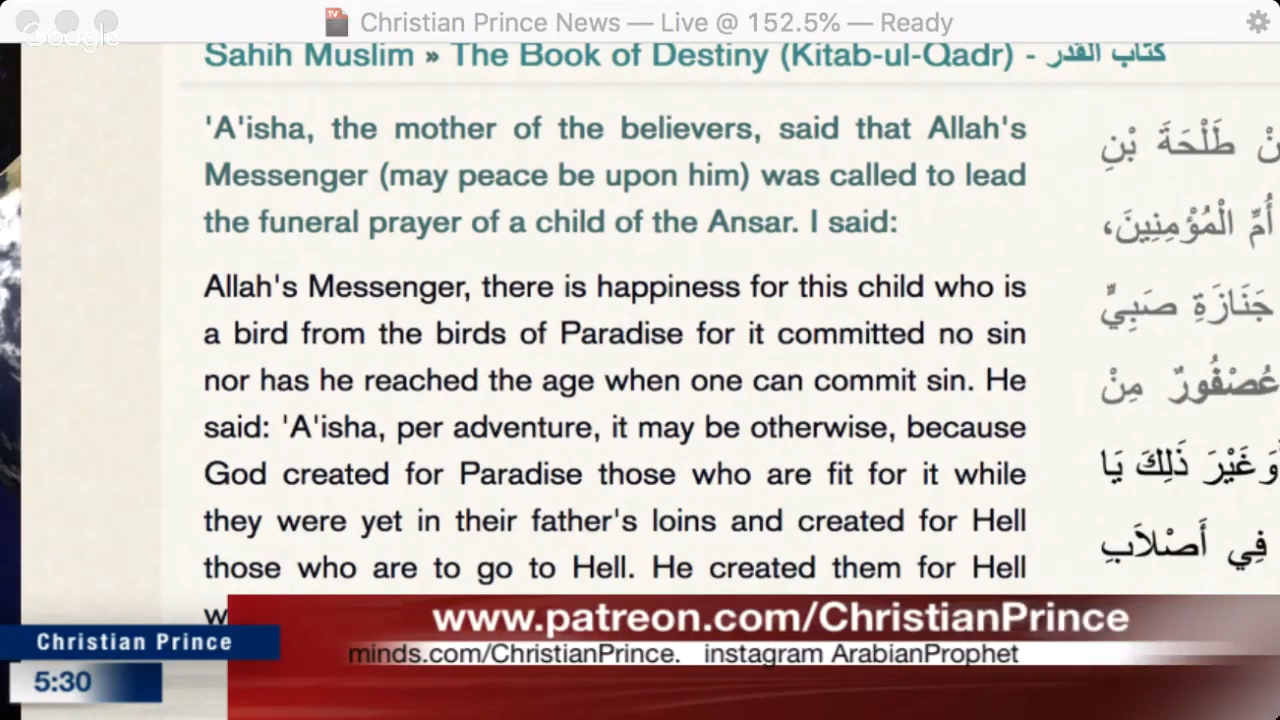 Christian Prince News — Live @ 152.5% — Ready
TV
Google
Sahih Muslim » The Book of Destiny (Kitab-ul-Qadr) - كتاب القدر
'A'isha, the mother of the believers, said that Allah's
Messenger (may peace be upon him) was called to lead
the funeral prayer of a child of the Ansar. I said:
Allah's Messenger, there is happiness for this child who is
a bird from the birds of Paradise for it committed no sin
nor has he reached the age when one can commit sin. He
said: 'A'isha, per adventure, it may be otherwise, because
God created for Paradise those who are fit for it while
they were yet in their father's loins and created for Hell
those who are to go to Hell. He created them for Hell
w
طَلْحَةَ بْنِ
أُمِّ الْمُؤْمِنِينَ،
جَنَازَةِ صَبِيٍّ
عُصْفُورٌ مِنْ
أَوَغَيْرَ ذَلِكَ يَا
فِي أَصْلاَبِ
www.patreon.com/ChristianPrince
minds.com/ChristianPrince. instagram ArabianProphet
Christian Prince
5:30